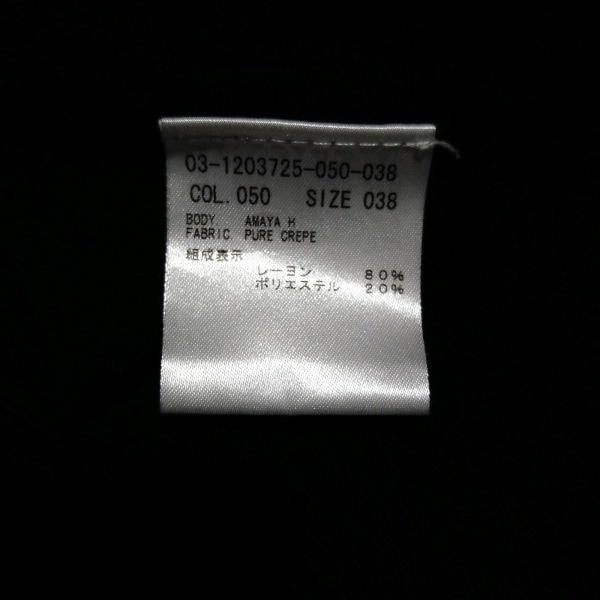 03-1203725-050-038
COL.050 SIZE 038
BODY AMAYA H
FABRIC PURE CREPE
組成表示
レーヨン 80%
ポリエステル 20%